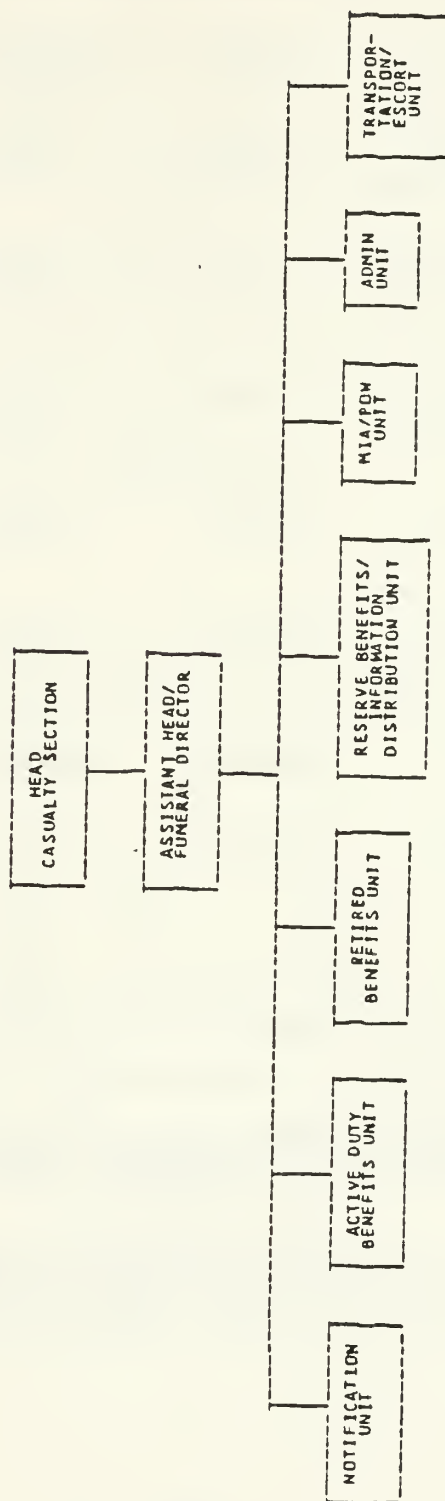 HEAD
CASUALTY SECTION
ASSISTANT HEAD/
FUNERAL DIRECTOR
NOTIFICATION
UNIT
ACTIVE DUTY
BENEFITS UNIT
RETIRED
BENEFITS UNIT
RESERVE BENEFITS/
INFORMATION
DISTRIBUTION UNIT
MIA/POW
UNIT
ADMIN
UNIT
TRANSPOR-
TATION/
ESCORT
UNIT